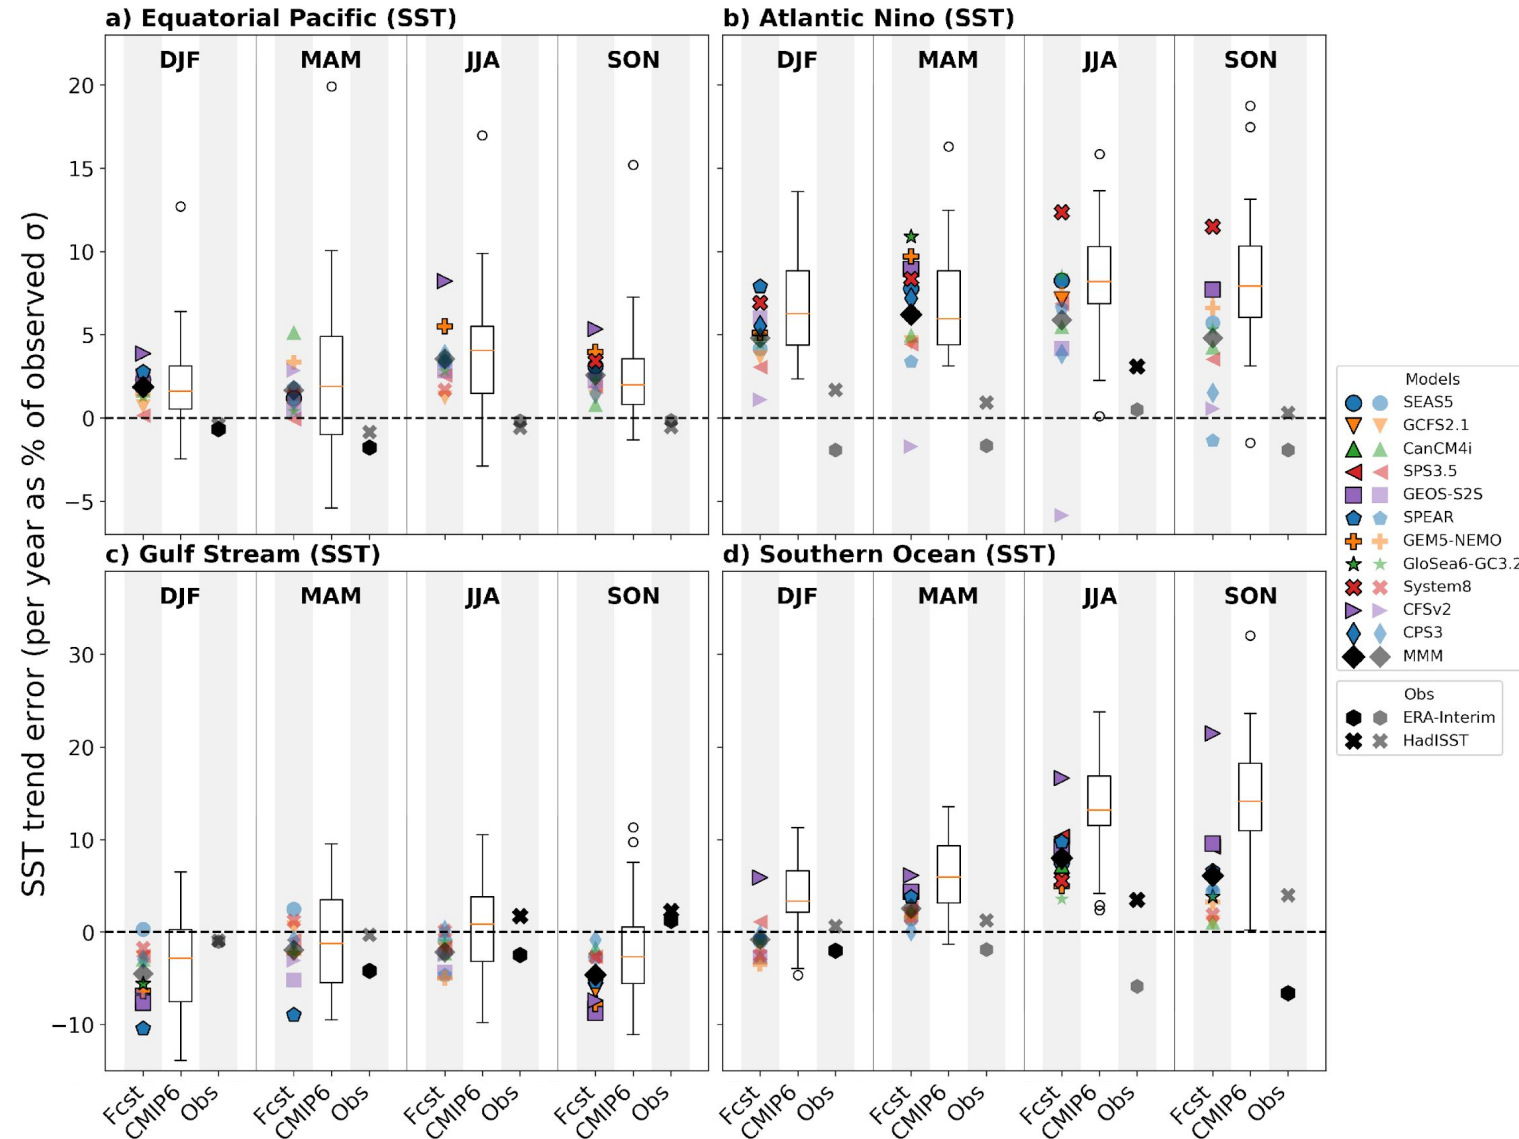 a) Equatorial Pacific (SST)
b) Atlantic Nino (SST)
DJF MAM JJA SON
DJF MAM JJA SON
20
15
10
5
0
−5
SST trend error (per year as % of observed σ)
c) Gulf Stream (SST)
d) Southern Ocean (SST)
DJF MAM JJA SON
DJF MAM JJA SON
30
20
10
0
−10
Fcst CMIP6 Obs Fcst CMIP6 Obs Fcst CMIP6 Obs Fcst CMIP6 Obs
Fcst CMIP6 Obs Fcst CMIP6 Obs Fcst CMIP6 Obs Fcst CMIP6 Obs
Models
SEAS5
GCFS2.1
CanCM4i
SPS3.5
GEOS-S2S
SPEAR
GEM5-NEMO
GloSea6-GC3.2
System8
CFSv2
CPS3
MMM
Obs
ERA-Interim
HadISST